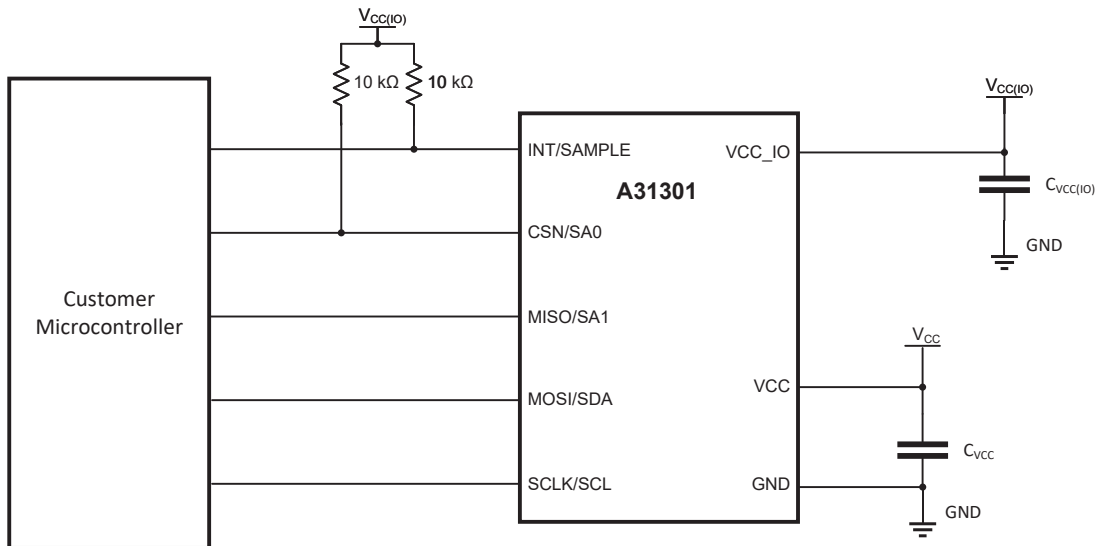 VCC(IO)
10 kΩ
10 kΩ
Customer
Microcontroller
INT/SAMPLE
CSN/SA0
MISO/SA1
MOSI/SDA
SCLK/SCL
A31301
VCC_IO
VCC
GND
VCC(IO)
CVCC(IO)
GND
VCC
CVCC
GND